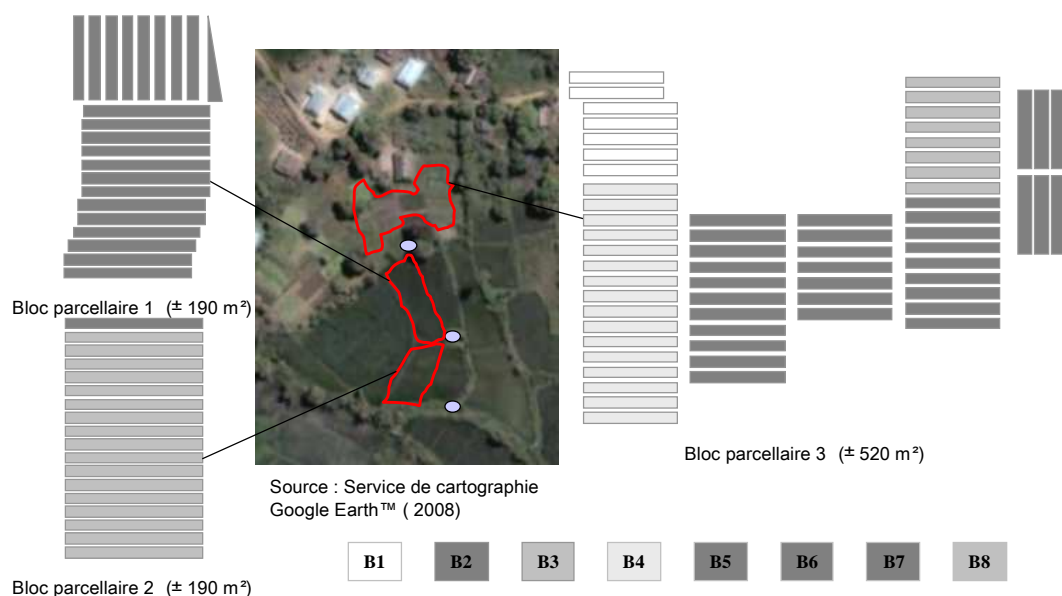 Bloc parcellaire 1 (± 190 m²)
Bloc parcellaire 3 (± 520 m²)
Source : Service de cartographie
Google Earth™ ( 2008)
B1 B2 B3 B4 B5 B6 B7 B8
Bloc parcellaire 2 (± 190 m²)